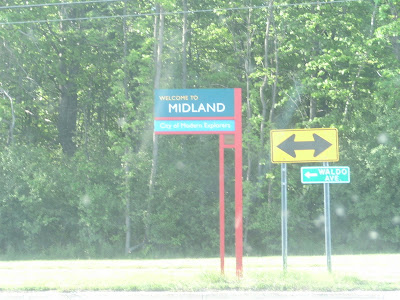 WELCOME TO
MIDLAND
City of Modern Explorers
WALDO
AVE.